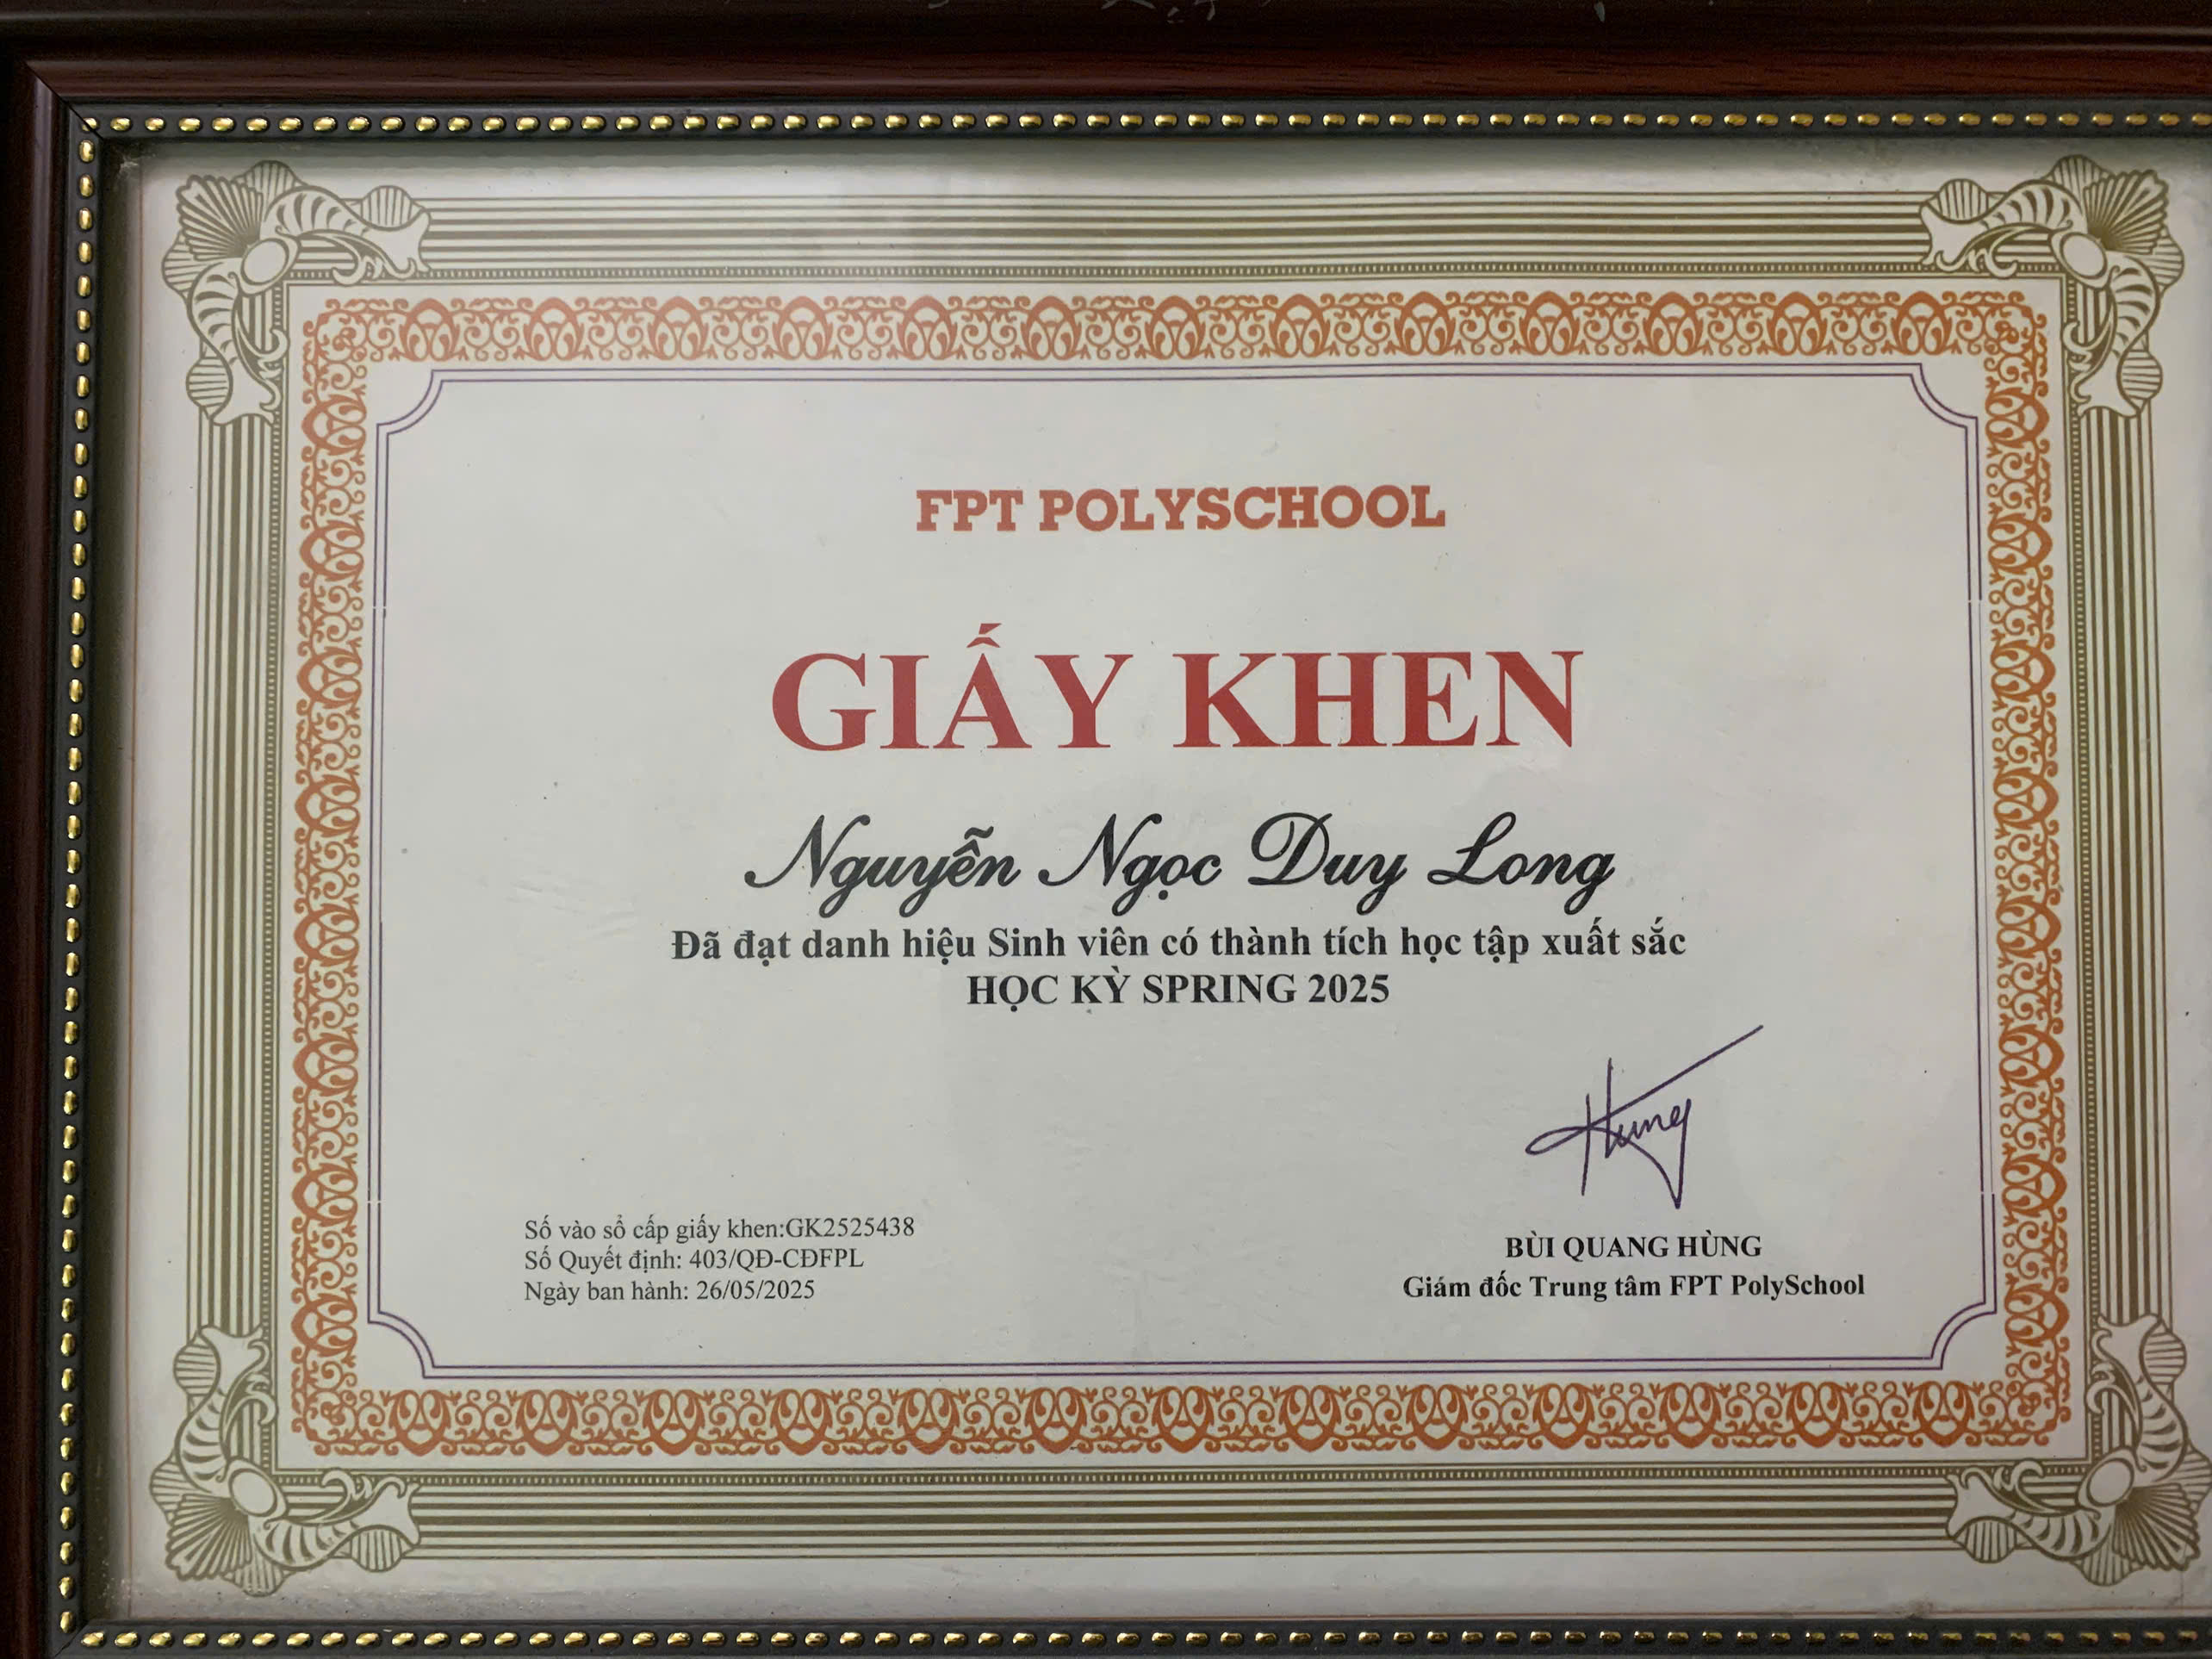 FPT POLYSCHOOL
GIẤY KHEN
Nguyễn Ngọc Duy Long
Đã đạt danh hiệu Sinh viên có thành tích học tập xuất sắc
HỌC KỲ SPRING 2025
Hung
Số vào sổ cấp giấy khen:GK2525438
Số Quyết định: 403/QĐ-CĐFPL
Ngày ban hành: 26/05/2025
BÙI QUANG HÙNG
Giám đốc Trung tâm FPT PolySchool